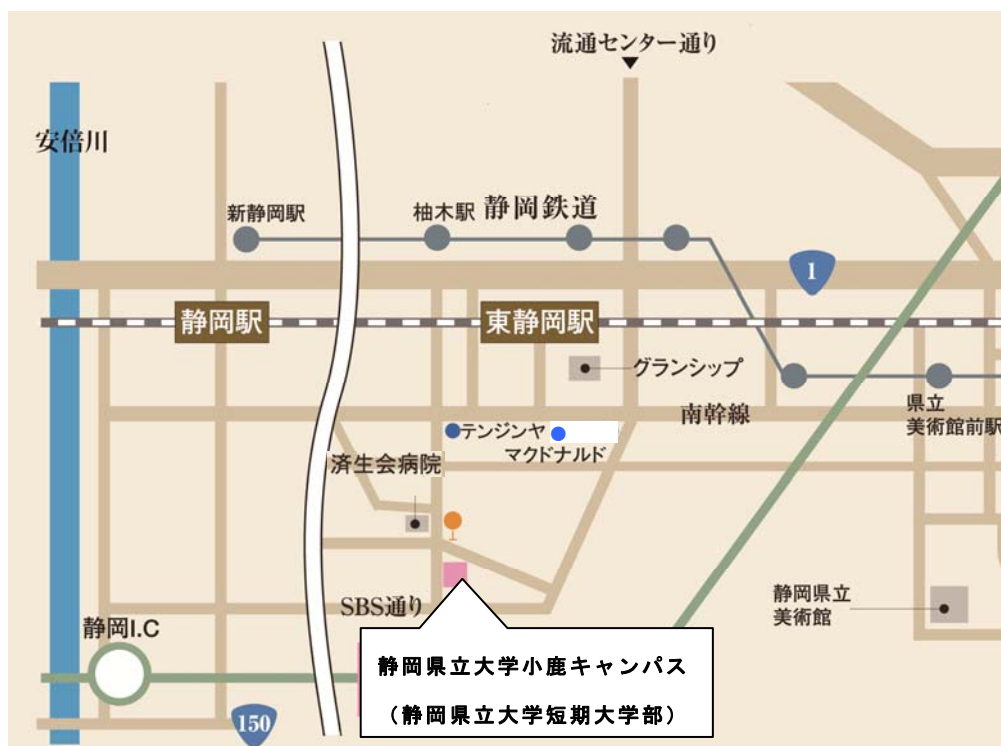 流通センター通り
安倍川
新静岡駅
柚木駅
静岡鉄道
1
静岡駅
東静岡駅
グランシップ
南幹線
県立
美術館前駅
テンジンヤ
マクドナルド
済生会病院
静岡県立
美術館
SBS通り
静岡I.C
静岡県立大学小鹿キャンパス
（静岡県立大学短期大学部）
150